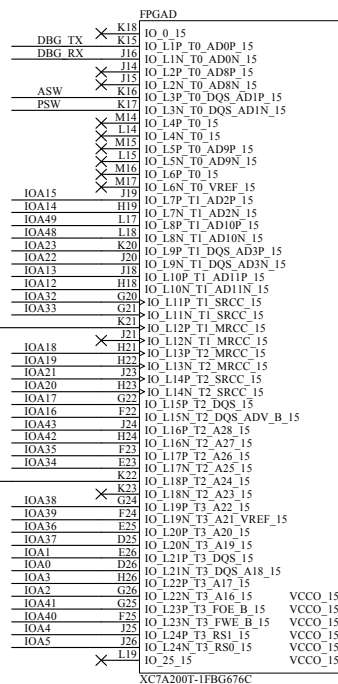 FPGAD
K18 IO_0_15
DBG_TX K15 IO_L1P_T0_AD0P_15
DBG_RX J16 IO_L1N_T0_AD0N_15
J14 IO_L2P_T0_AD8P_15
J15 IO_L2N_T0_AD8N_15
ASW K16 IO_L3P_T0_DQS_AD1P_15
PSW K17 IO_L3N_T0_DQS_AD1N_15
M14 IO_L4P_T0_15
L14 IO_L4N_T0_15
M15 IO_L5P_T0_AD9P_15
L15 IO_L5N_T0_AD9N_15
M16 IO_L6P_T0_15
M17 IO_L6N_T0_VREF_15
IOA15 J19 IO_L7P_T1_AD2P_15
IOA14 H19 IO_L7N_T1_AD2N_15
IOA49 L17 IO_L8P_T1_AD10P_15
IOA48 L18 IO_L8N_T1_AD10N_15
IOA23 K20 IO_L9P_T1_DQS_AD3P_15
IOA22 J20 IO_L9N_T1_DQS_AD3N_15
IOA13 J18 IO_L10P_T1_AD11P_15
IOA12 H18 IO_L10N_T1_AD11N_15
IOA32 G20 IO_L11P_T1_SRCC_15
IOA33 G21 IO_L11N_T1_SRCC_15
K21 IO_L12P_T1_MRCC_15
J21 IO_L12N_T1_MRCC_15
IOA18 H21 IO_L13P_T2_MRCC_15
IOA19 H22 IO_L13N_T2_MRCC_15
IOA21 J23 IO_L14P_T2_SRCC_15
IOA20 H23 IO_L14N_T2_SRCC_15
IOA17 G22 IO_L15P_T2_DQS_15
IOA16 F22 IO_L15N_T2_DQS_ADV_B_15
IOA43 J24 IO_L16P_T2_A28_15
IOA42 H24 IO_L16N_T2_A27_15
IOA35 F23 IO_L17P_T2_A26_15
IOA34 E23 IO_L17N_T2_A25_15
K22 IO_L18P_T2_A24_15
K23 IO_L18N_T2_A23_15
IOA38 G24 IO_L19P_T3_A22_15
IOA39 F24 IO_L19N_T3_A21_VREF_15
IOA36 E25 IO_L20P_T3_A20_15
IOA37 D25 IO_L20N_T3_A19_15
IOA1 E26 IO_L21P_T3_DQS_15
IOA0 D26 IO_L21N_T3_DQS_A18_15
IOA3 H26 IO_L22P_T3_A17_15
IOA2 G26 IO_L22N_T3_A16_15 VCCO_15
IOA41 G25 IO_L23P_T3_FOE_B_15 VCCO_15
IOA40 F25 IO_L23N_T3_FWE_B_15 VCCO_15
IOA4 J25 IO_L24P_T3_RS1_15 VCCO_15
IOA5 J26 IO_L24N_T3_RS0_15 VCCO_15
L19 IO_25_15 VCCO_15
XC7A200T-1FBG676C